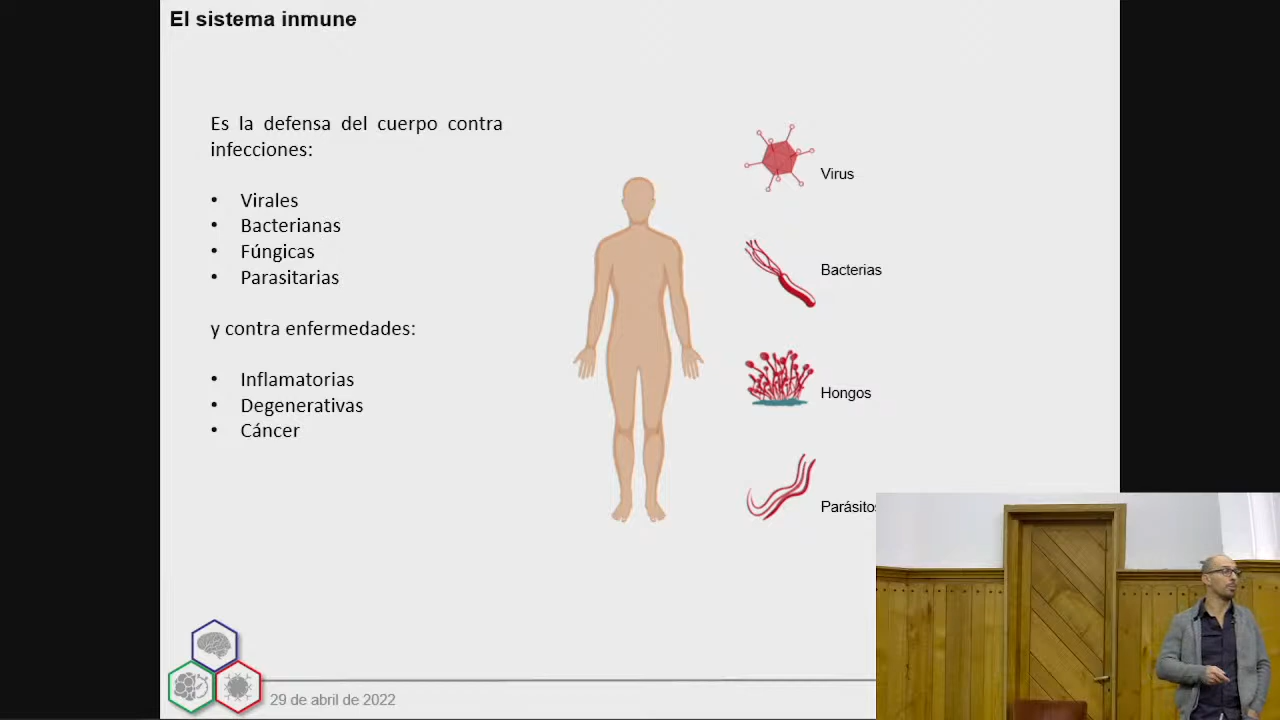 El sistema inmune
Es la defensa del cuerpo contra
infecciones:
• Virales
• Bacterianas
• Fúngicas
• Parasitarias
y contra enfermedades:
• Inflamatorias
• Degenerativas
• Cáncer
Virus
Bacterias
Hongos
Parásitos
29 de abril de 2022